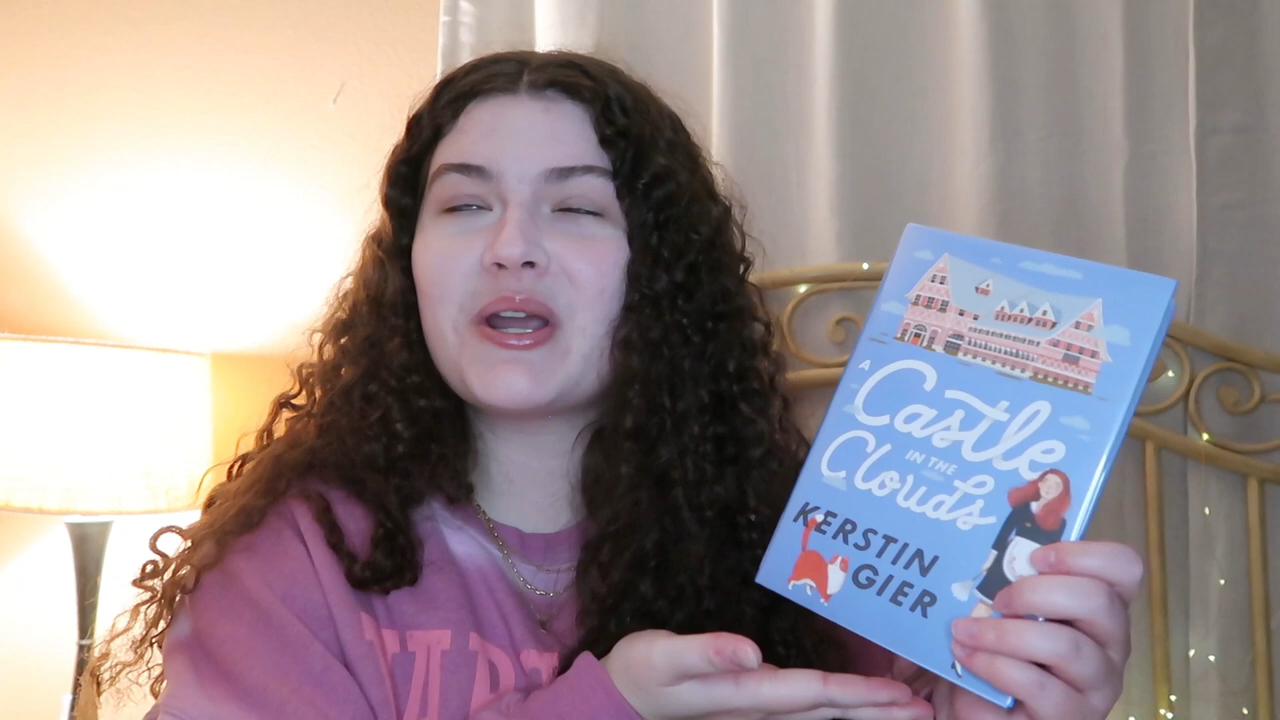 A
Castle
IN THE
Clouds
KERSTIN
GIER